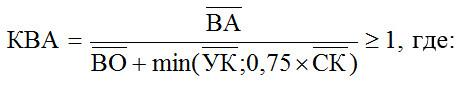 КВА = ВА / (ВО + min(УК;0,75×СК)) ≥ 1, где: